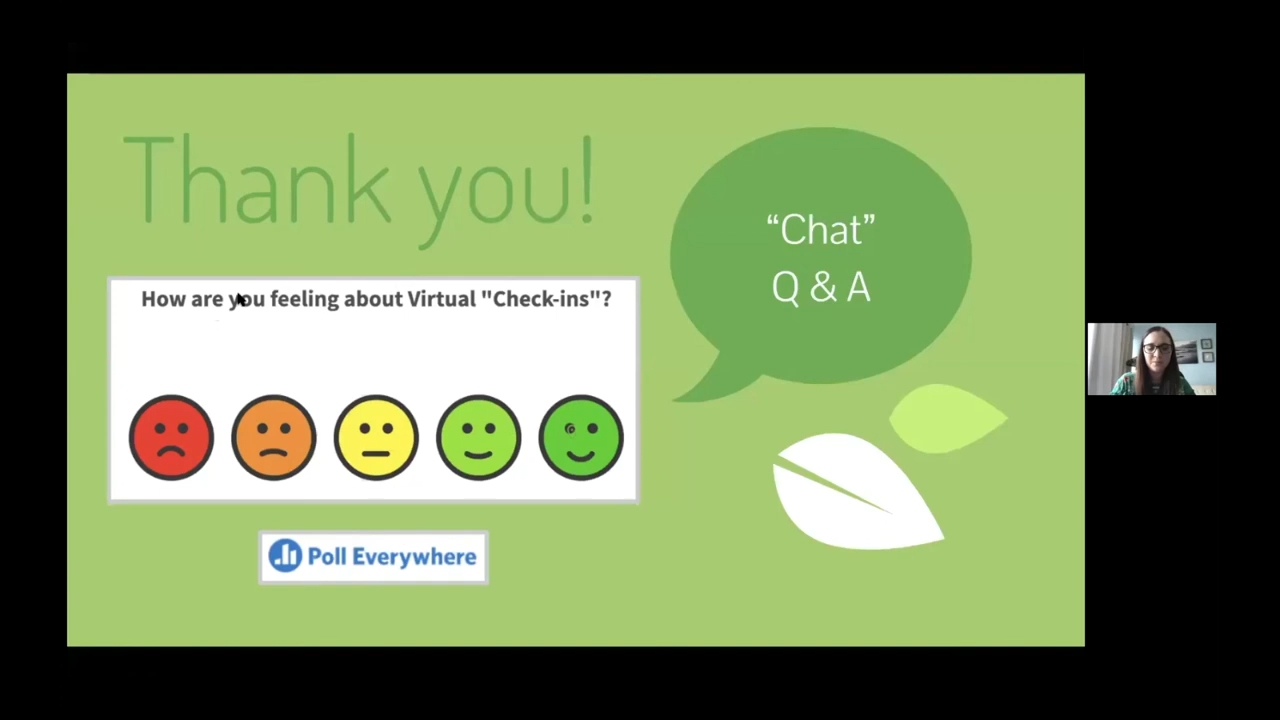 Thank you!
“Chat”
Q & A
How are you feeling about Virtual "Check-ins"?
Poll Everywhere